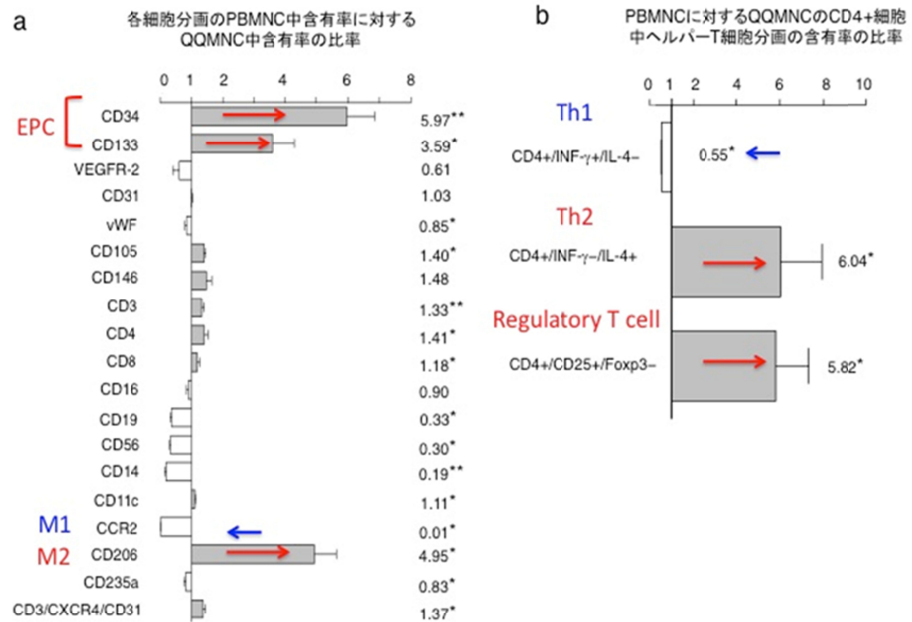 a
各細胞分画のPBMNC中含有率に対する
QQMNC中含有率の比率
0 1 2 4 6 8
EPC
CD34 5.97**
CD133 3.59*
VEGFR-2 0.61
CD31 1.03
vWF 0.85*
CD105 1.40*
CD146 1.48
CD3 1.33**
CD4 1.41*
CD8 1.18*
CD16 0.90
CD19 0.33*
CD56 0.30*
CD14 0.19**
CD11c 1.11*
M1 CCR2 0.01*
M2 CD206 4.95*
CD235a 0.83*
CD3/CXCR4/CD31 1.37*
b
PBMNCに対するQQMNCのCD4+細胞
中ヘルパーT細胞分画の含有率の比率
0 1 2 4 6 8 10
Th1
CD4+/INF-γ+/IL-4− 0.55*
Th2
CD4+/INF-γ−/IL-4+ 6.04*
Regulatory T cell
CD4+/CD25+/Foxp3− 5.82*